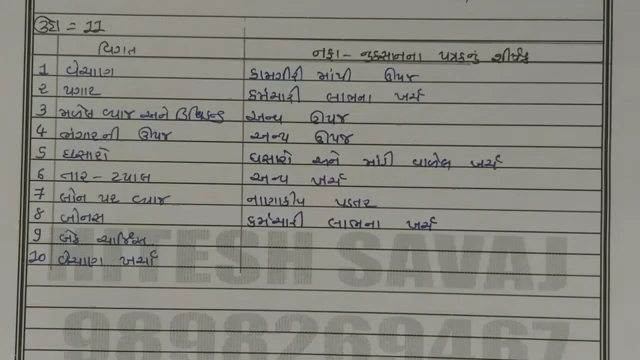 ઉદા = 11
વિગત નફા - નુકસાનના પત્રકનું શીર્ષક
1 વેચાણ કામગીરી માંથી ઊપજ
૨ પગાર કર્મચારી લાભના ખર્ચ
3 મળેલ વ્યાજ અને ડિવિડન્ડ અન્ય ઊપજ
4 ભંગારની ઊપજ અન્ય ઊપજ
5 ઘસારો ઘસારો અને માંડી વાળેલ ખર્ચ
6 તાર - ટપાલ અન્ય ખર્ચ
7 લોન પર વ્યાજ નાણાકીય પડતર
8 બોનસ કર્મચારી લાભના ખર્ચ
9 બેંક ચાર્જિસ
10 વેચાણ ખર્ચા
HITESH SAVAJ
9898269467